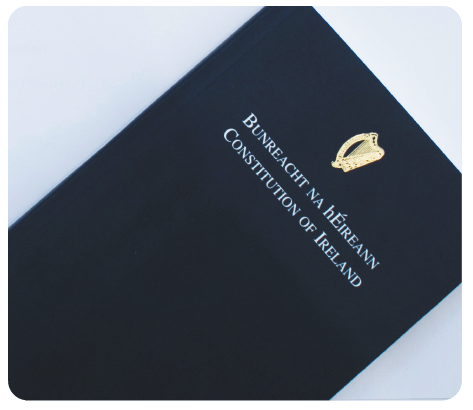 BUNREACHT NA hÉIREANN
CONSTITUTION OF IRELAND